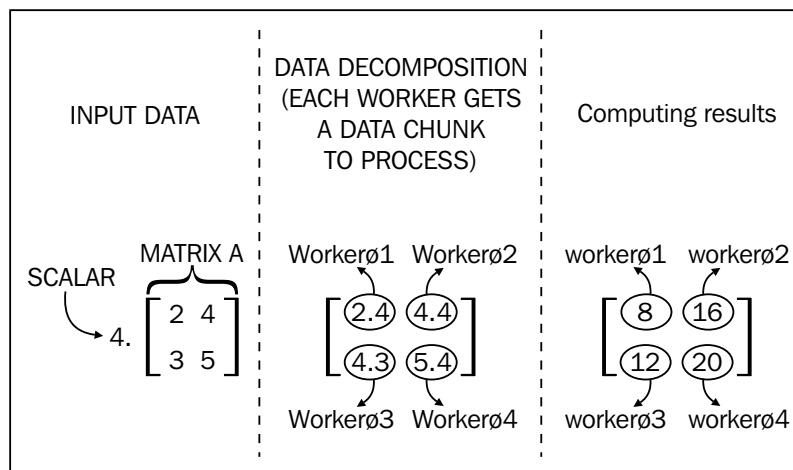 INPUT DATA
DATA DECOMPOSITION
(EACH WORKER GETS
A DATA CHUNK
TO PROCESS)
Computing results
SCALAR
MATRIX A
4.
2 4
3 5
Workerø1 Workerø2
2.4 4.4
4.3 5.4
Workerø3 Workerø4
workerø1 workerø2
8 16
12 20
workerø3 workerø4